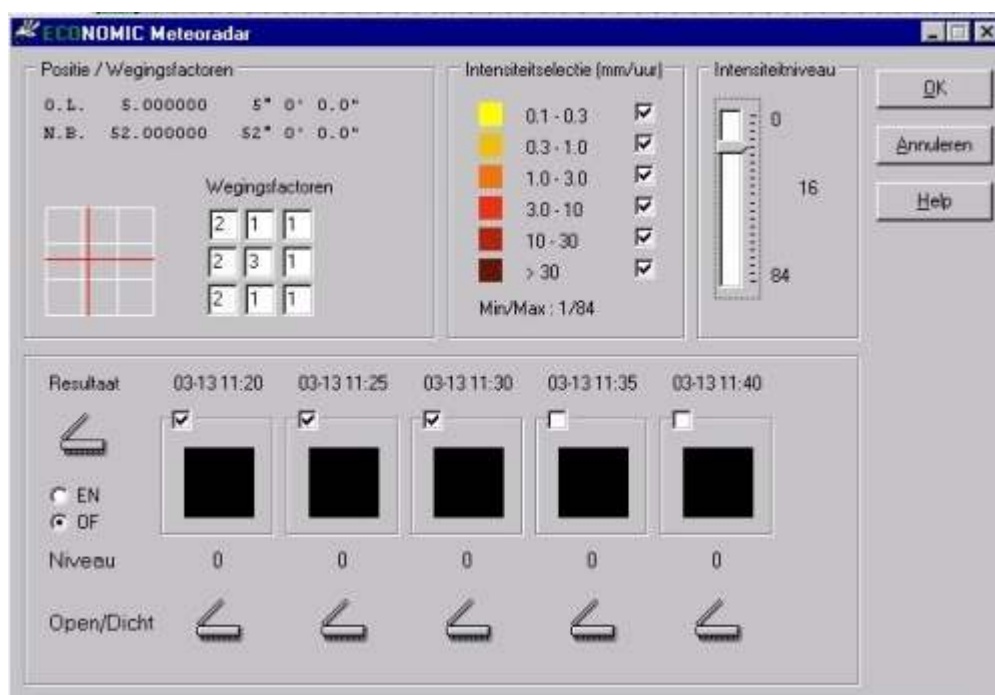 ECONOMIC Meteoradar
Positie / Wegingsfactoren
O.L. 5.000000 5" 0' 0.0"
N.B. 52.000000 52" 0' 0.0"
Wegingsfactoren
2 1 1
2 3 1
2 1 1
Intensiteitselectie (mm/uur)
0.1 - 0.3
0.3 - 1.0
1.0 - 3.0
3.0 - 10
10 - 30
> 30
Min/Max : 1/84
Intensiteitniveau
0
16
84
OK
Annuleren
Help
Resultaat 03-13 11:20 03-13 11:25 03-13 11:30 03-13 11:35 03-13 11:40
EN
OF
Niveau 0 0 0 0 0
Open/Dicht